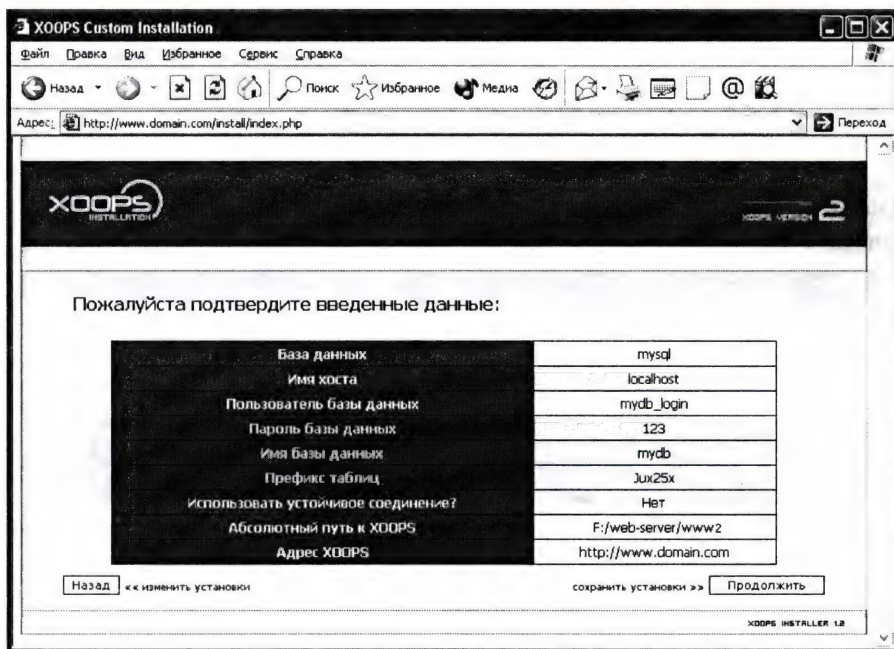 XOOPS Custom Installation
Файл Правка Вид Избранное Сервис Справка
Назад Поиск Избранное Медиа
Адрес: http://www.domain.com/install/index.php Переход
XOOPS INSTALLATION XOOPS VERSION 2
Пожалуйста подтвердите введенные данные:
База данных mysql
Имя хоста localhost
Пользователь базы данных mydb_login
Пароль базы данных 123
Имя базы данных mydb
Префикс таблиц Jux25x
Использовать устойчивое соединение? Нет
Абсолютный путь к XOOPS F:/web-server/www2
Адрес XOOPS http://www.domain.com
Назад << изменить установки сохранить установки >> Продолжить
XOOPS INSTALLER 1.2